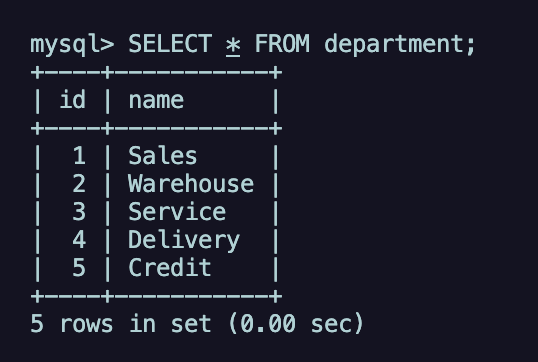 mysql> SELECT * FROM department;
+----+-----------+
| id | name      |
+----+-----------+
|  1 | Sales     |
|  2 | Warehouse |
|  3 | Service   |
|  4 | Delivery  |
|  5 | Credit    |
+----+-----------+
5 rows in set (0.00 sec)